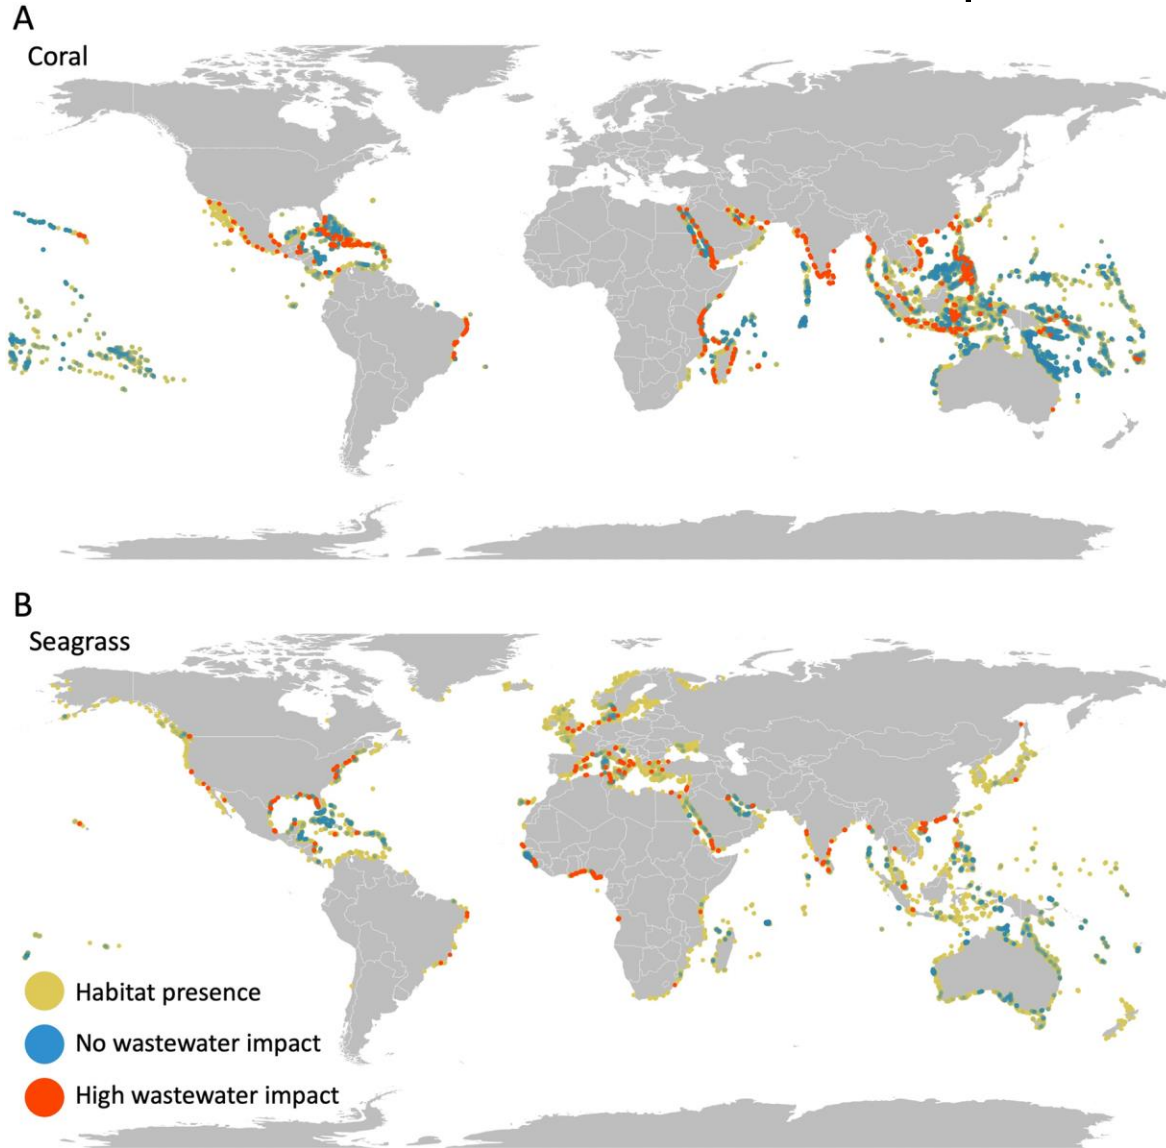 A
Coral
B
Seagrass
Habitat presence
No wastewater impact
High wastewater impact